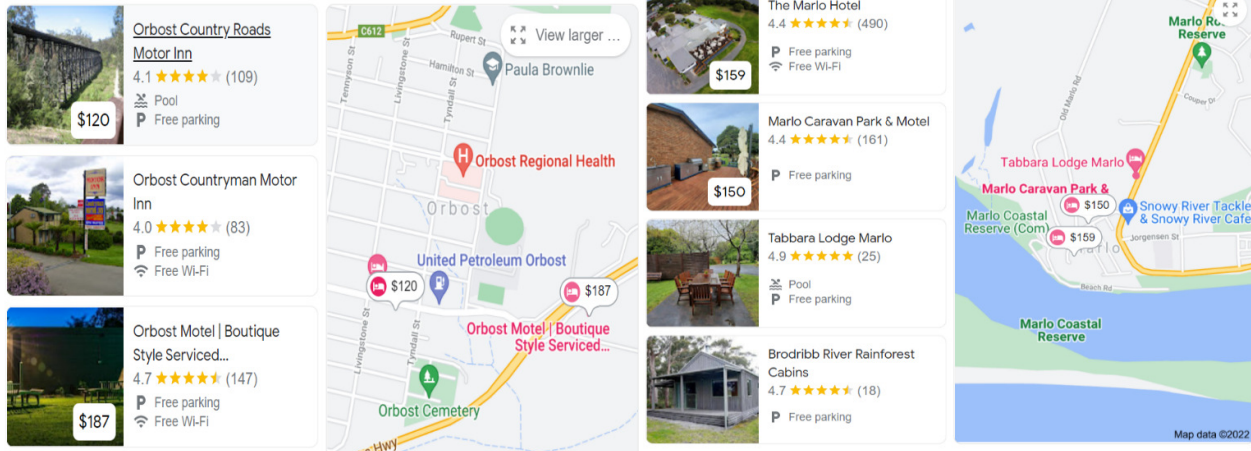 Orbost Country Roads
Motor Inn
4.1 ★★★★★ (109)
Pool
P Free parking
$120
Orbost Countryman Motor
Inn
4.0 ★★★★★ (83)
P Free parking
Free Wi-Fi
Orbost Motel | Boutique
Style Serviced...
4.7 ★★★★★ (147)
P Free parking
Free Wi-Fi
$187
C612
Rupert St
View larger ...
Hamilton St
Paula Brownlie
Tennyson St
Livingstone St
Tyndall St
H
Orbost Regional Health
Orbost
United Petroleum Orbost
$120
$187
Orbost Motel | Boutique
Style Serviced...
Livingstone St
Tyndall St
Orbost Cemetery
Hwy
The Marlo Hotel
4.4 ★★★★★ (490)
P Free parking
Free Wi-Fi
$159
Marlo Caravan Park & Motel
4.4 ★★★★★ (161)
P Free parking
$150
Tabbara Lodge Marlo
4.9 ★★★★★ (25)
Pool
P Free parking
Brodribb River Rainforest
Cabins
4.7 ★★★★★ (18)
P Free parking
Marlo
Reserve
Couper Dr
Old Marlo Rd
Tabbara Lodge Marlo
Marlo Caravan Park &
$150
Snowy River Tackle
& Snowy River Cafe
Marlo Coastal
Reserve (Com)
$159
Jorgensen St
Beach Rd
Marlo Coastal
Reserve
Map data ©2022